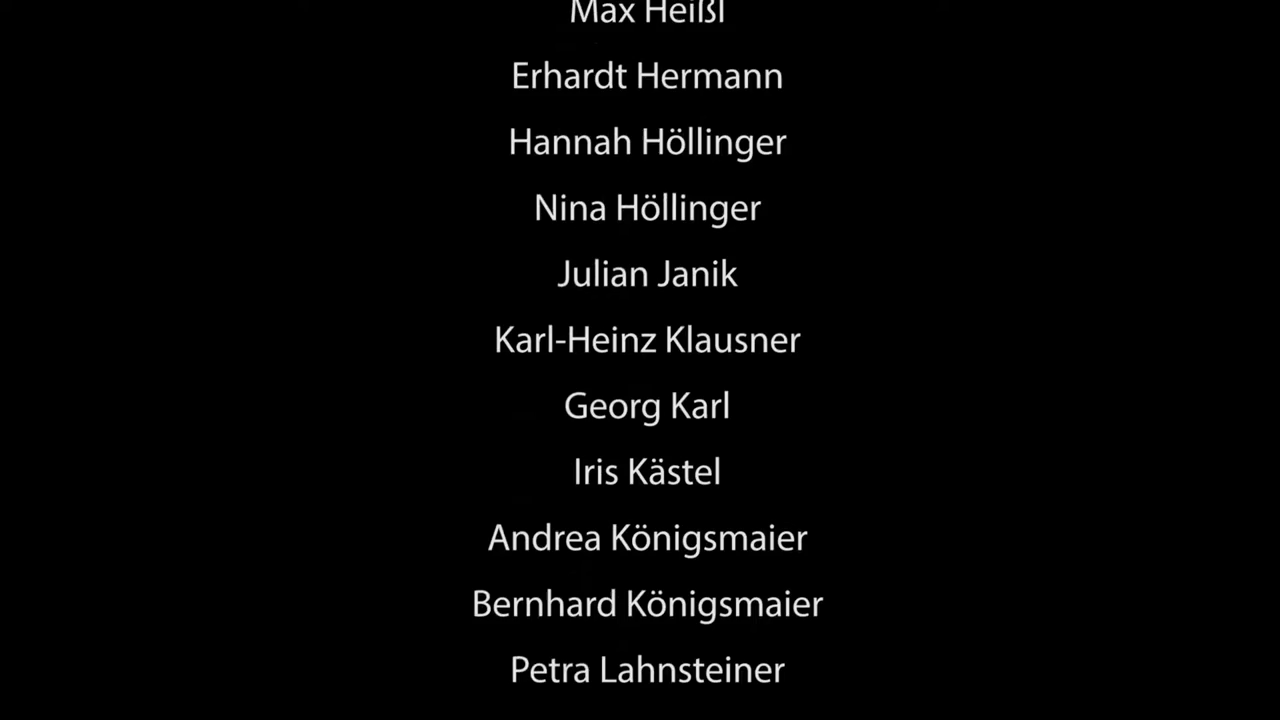 Max Heißl
Erhardt Hermann
Hannah Höllinger
Nina Höllinger
Julian Janik
Karl-Heinz Klausner
Georg Karl
Iris Kästel
Andrea Königsmaier
Bernhard Königsmaier
Petra Lahnsteiner